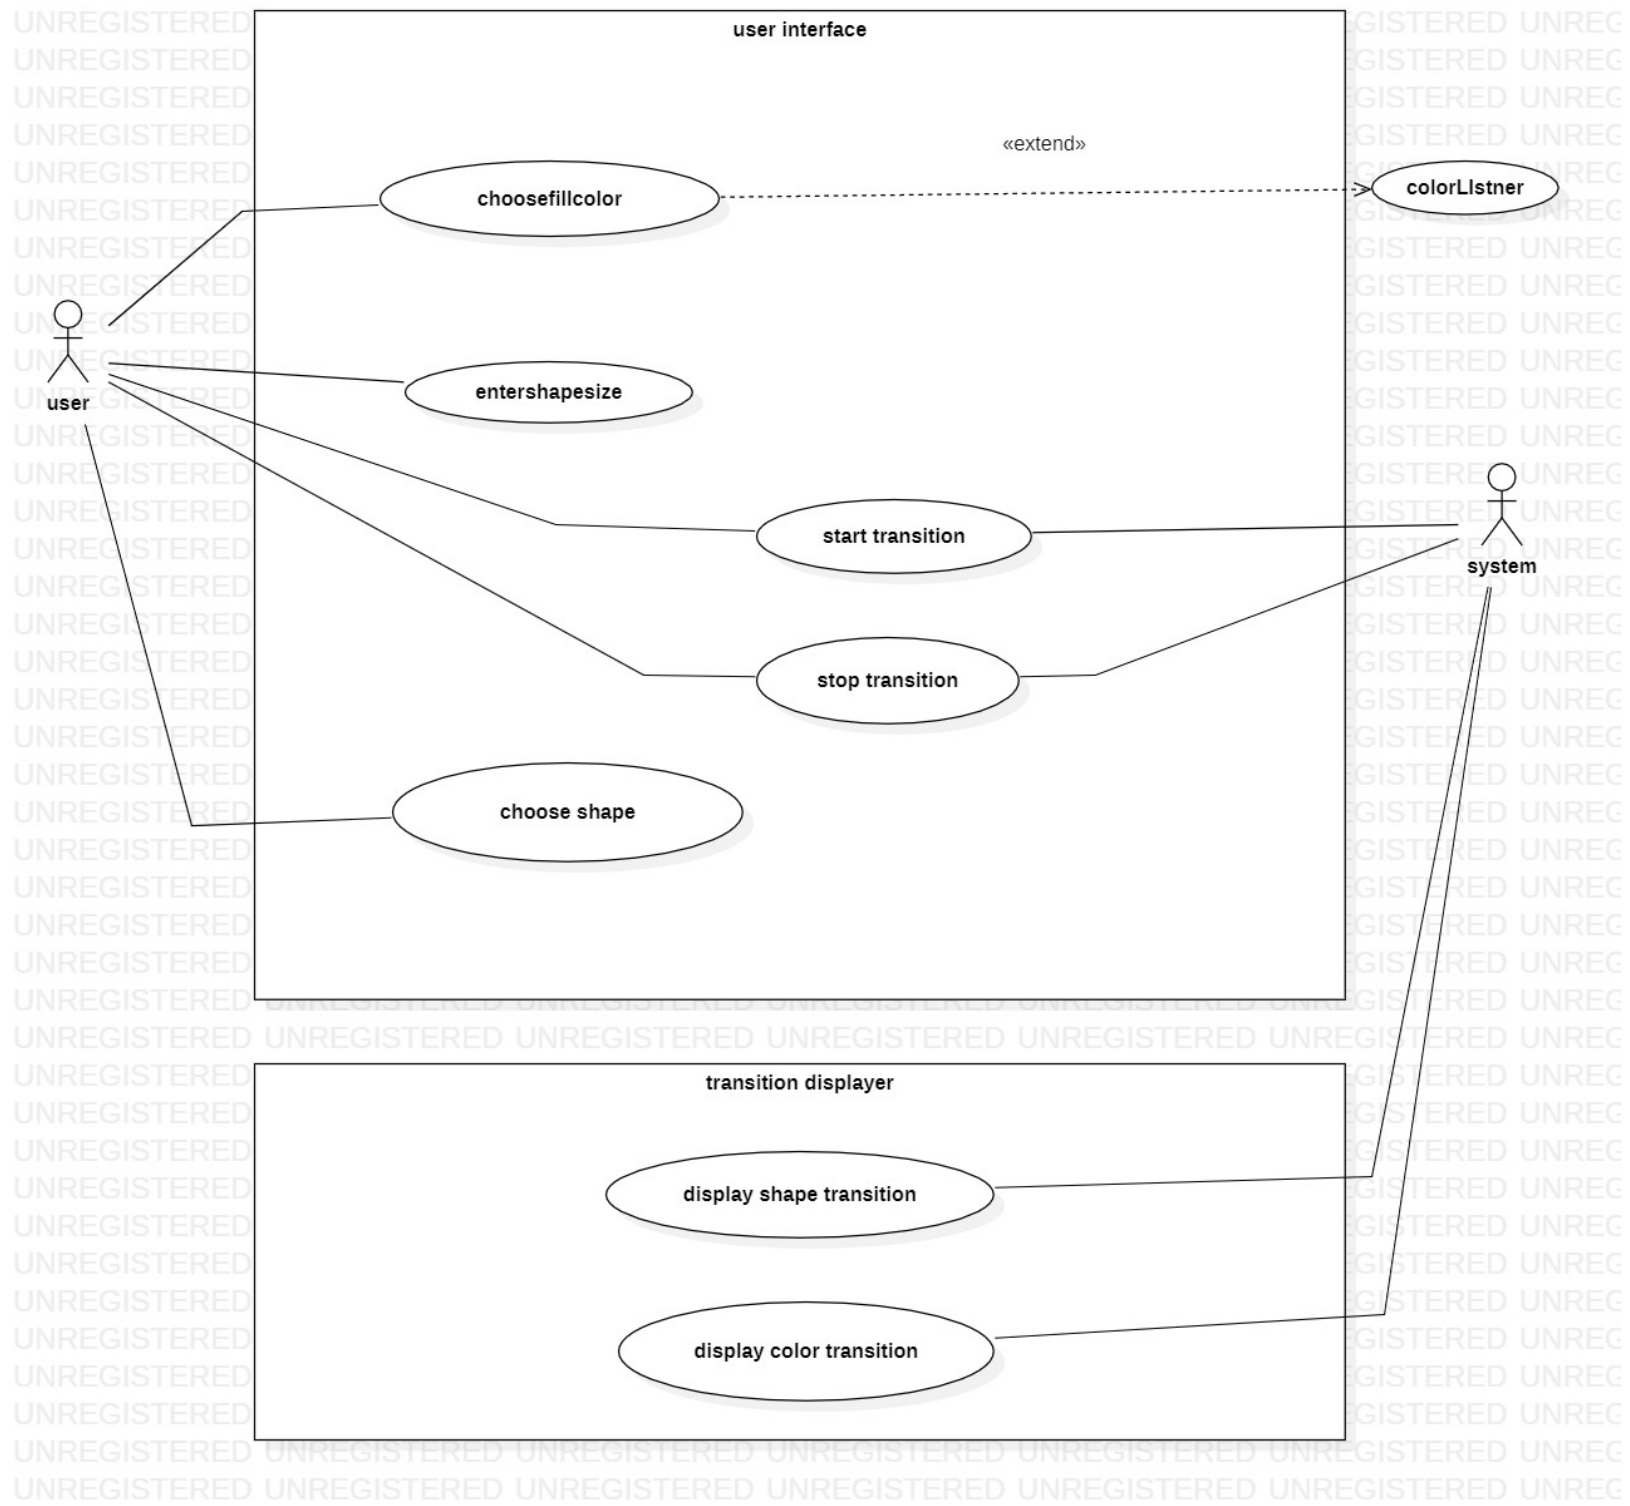 user interface
«extend»
choosefillcolor
colorLIstner
entershapesize
user
start transition
system
stop transition
choose shape
transition displayer
display shape transition
display color transition
UNREGISTERED